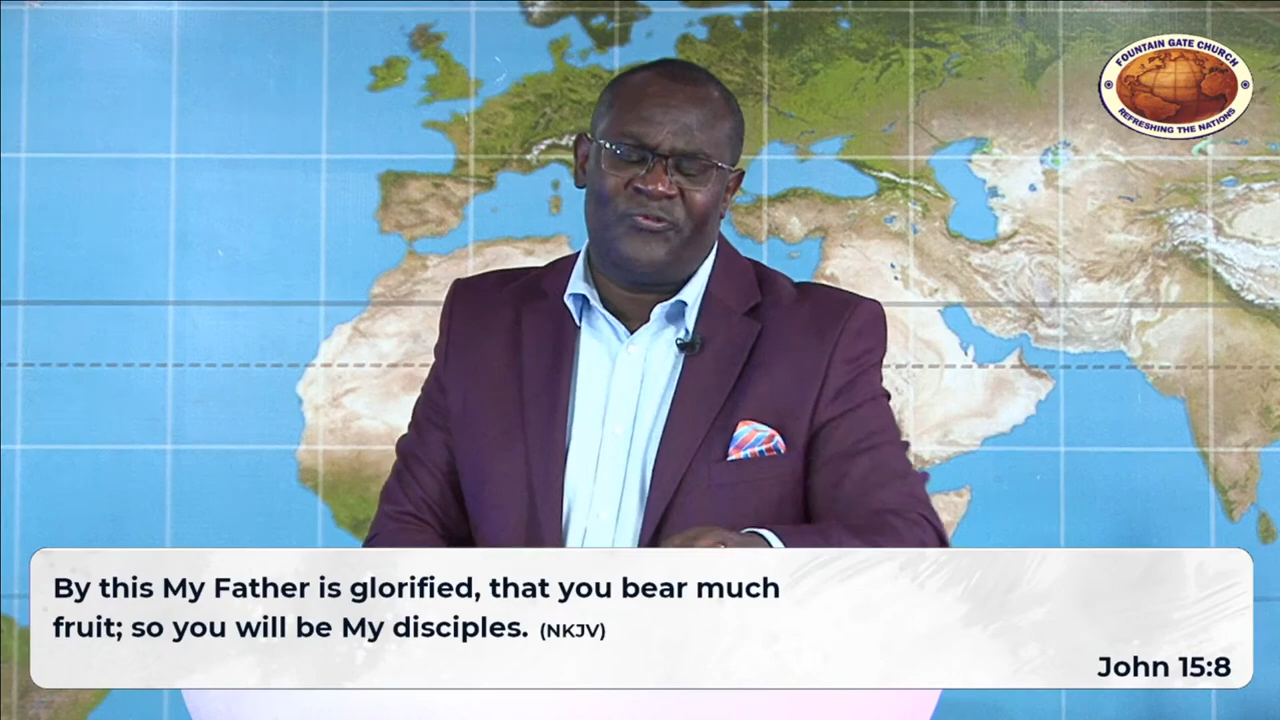 FOUNTAIN GATE CHURCH
REFRESHING THE NATIONS
By this My Father is glorified, that you bear much
fruit; so you will be My disciples. (NKJV)
John 15:8